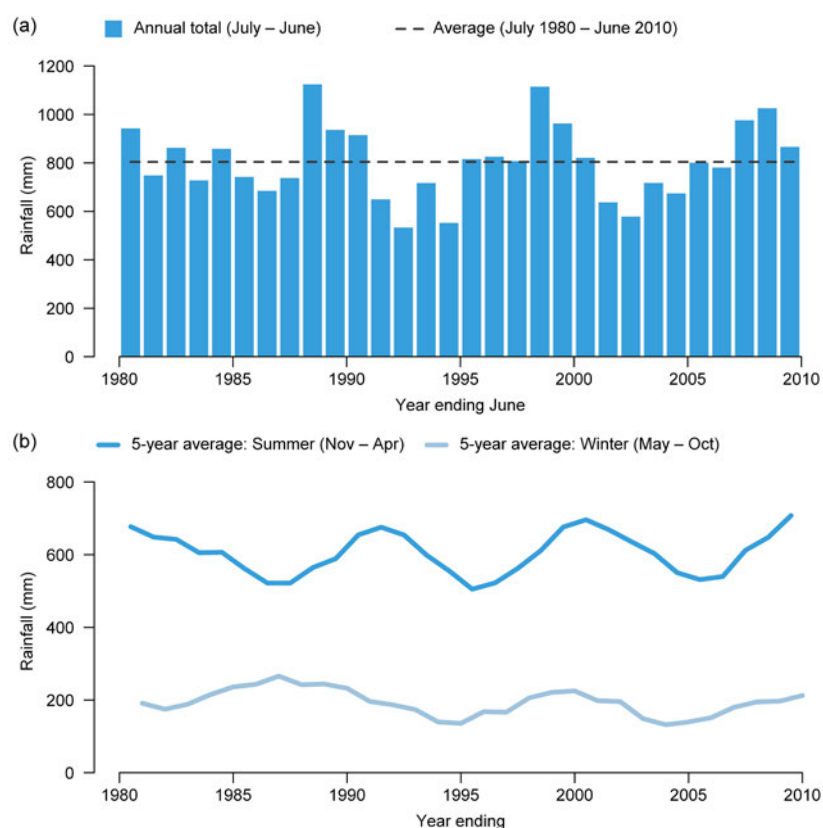 (a) Annual total (July – June) Average (July 1980 – June 2010)
1200
1000
800
600
400
200
0
Rainfall (mm)
1980 1985 1990 1995 2000 2005 2010
Year ending June
(b) 5-year average: Summer (Nov – Apr) 5-year average: Winter (May – Oct)
800
600
400
200
0
Rainfall (mm)
1980 1985 1990 1995 2000 2005 2010
Year ending